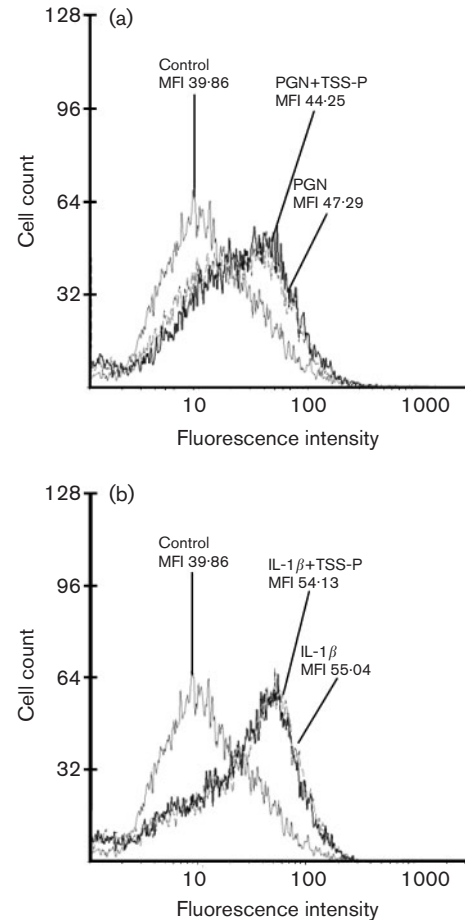 (a)
128
96
64
32
Cell count
Control
MFI 39·86
PGN+TSS-P
MFI 44·25
PGN
MFI 47·29
10 100 1000
Fluorescence intensity
(b)
128
96
64
32
Cell count
Control
MFI 39·86
IL-1β+TSS-P
MFI 54·13
IL-1β
MFI 55·04
10 100 1000
Fluorescence intensity